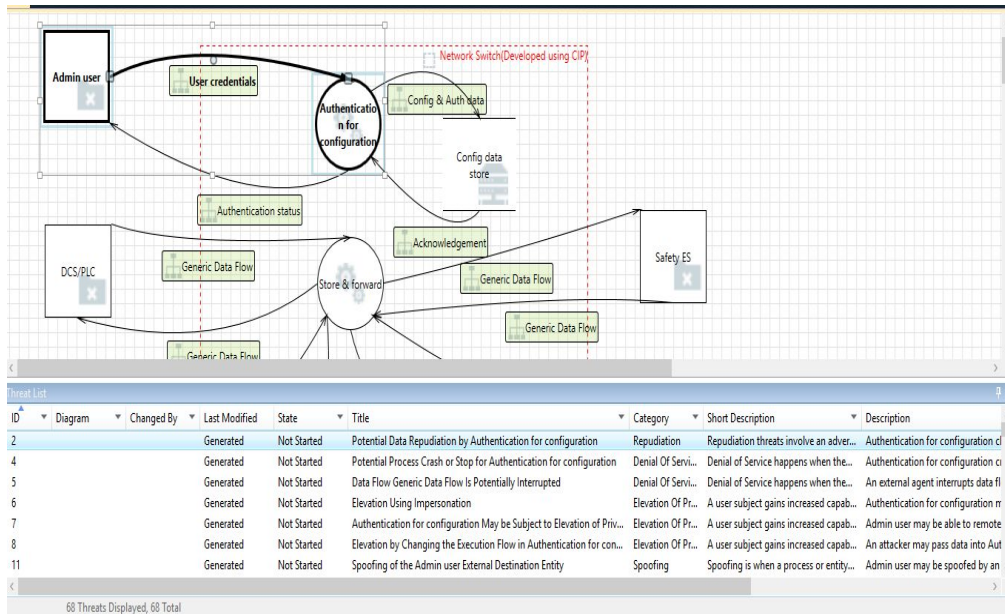 Network Switch(Developed using CIP)
Admin user
User credentials
Config & Auth data
Authenticatio
n for
configuration
Config data
store
Authentication status
Acknowledgement
DCS/PLC
Generic Data Flow
Store & forward
Generic Data Flow
Safety ES
Generic Data Flow
Generic Data Flow
Threat List
ID Diagram Changed By Last Modified State Title Category Short Description Description
2 Generated Not Started Potential Data Repudiation by Authentication for configuration Repudiation Repudiation threats involve an adver... Authentication for configuration cl
4 Generated Not Started Potential Process Crash or Stop for Authentication for configuration Denial Of Servi... Denial of Service happens when the... Authentication for configuration cr
5 Generated Not Started Data Flow Generic Data Flow Is Potentially Interrupted Denial Of Servi... Denial of Service happens when the... An external agent interrupts data fl
6 Generated Not Started Elevation Using Impersonation Elevation Of Pr... A user subject gains increased capab... Authentication for configuration m
7 Generated Not Started Authentication for configuration May be Subject to Elevation of Priv... Elevation Of Pr... A user subject gains increased capab... Admin user may be able to remote
8 Generated Not Started Elevation by Changing the Execution Flow in Authentication for con... Elevation Of Pr... A user subject gains increased capab... An attacker may pass data into Aut
11 Generated Not Started Spoofing of the Admin user External Destination Entity Spoofing Spoofing is when a process or entity... Admin user may be spoofed by an
68 Threats Displayed, 68 Total